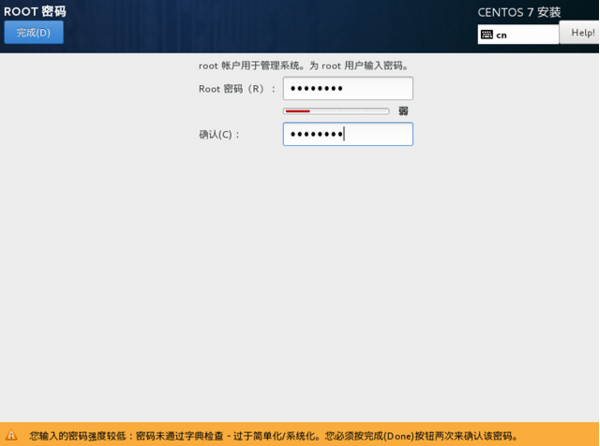 ROOT 密码
CENTOS 7 安装
完成(D)
cn
Help!
root 帐户用于管理系统。为 root 用户输入密码。
Root 密码（R）：
弱
确认(C)：
您输入的密码强度较低：密码未通过字典检查 - 过于简单化/系统化。您必须按完成(Done)按钮两次来确认该密码。